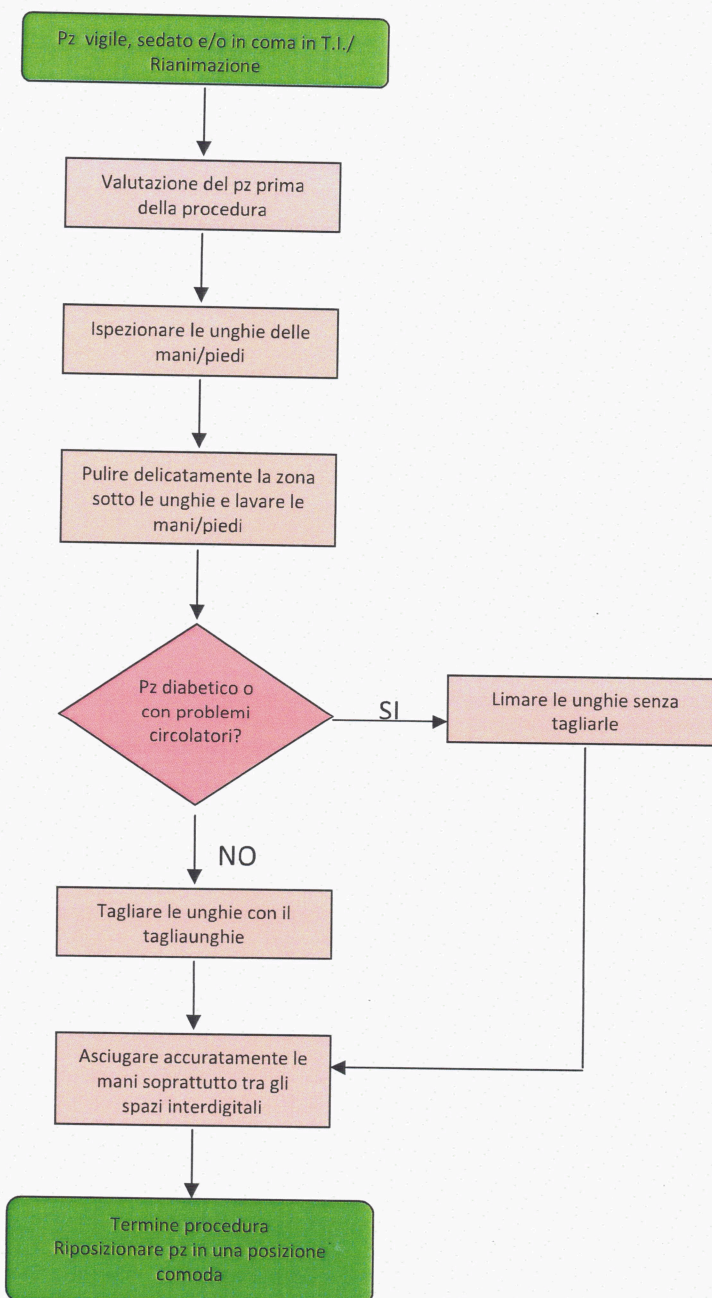 Pz vigile, sedato e/o in coma in T.I./
Rianimazione
Valutazione del pz prima
della procedura
Ispezionare le unghie delle
mani/piedi
Pulire delicatamente la zona
sotto le unghie e lavare le
mani/piedi
Pz diabetico o
con problemi
circolatori?
SI
Limare le unghie senza
tagliarle
NO
Tagliare le unghie con il
tagliaunghie
Asciugare accuratamente le
mani soprattutto tra gli
spazi interdigitali
Termine procedura
Riposizionare pz in una posizione
comoda